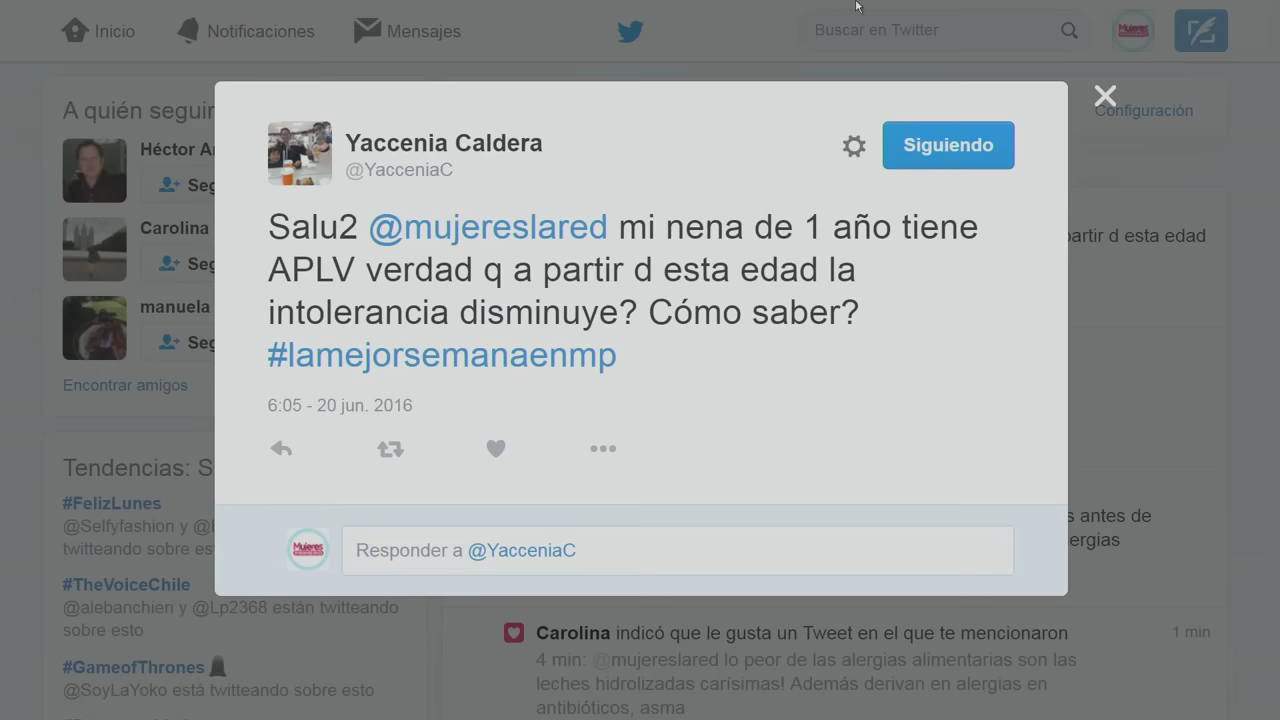 Inicio
Notificaciones
Mensajes
Buscar en Twitter
A quién seguir
Configuración
Héctor
Carolina
manuela
Encontrar amigos
Yaccenia Caldera
@YacceniaC
Siguiendo
Salu2 @mujereslared mi nena de 1 año tiene
APLV verdad q a partir d esta edad la
intolerancia disminuye? Cómo saber?
#lamejorsemanaenmp
6:05 - 20 jun. 2016
Mujeres
Responder a @YacceniaC
partir d esta edad
s antes de
ergias
Tendencias: S
#FelizLunes
@Selfyfashion y
twitteando sobre est
#TheVoiceChile
@alebanchieri y @Lp2368 están twitteando
sobre esto
#GameofThrones
@SoyLaYoko está twitteando sobre esto
Carolina indicó que le gusta un Tweet en el que te mencionaron
1 min
4 min: @mujereslared lo peor de las alergias alimentarias son las
leches hidrolizadas carísimas! Además derivan en alergias en
antibióticos, asma